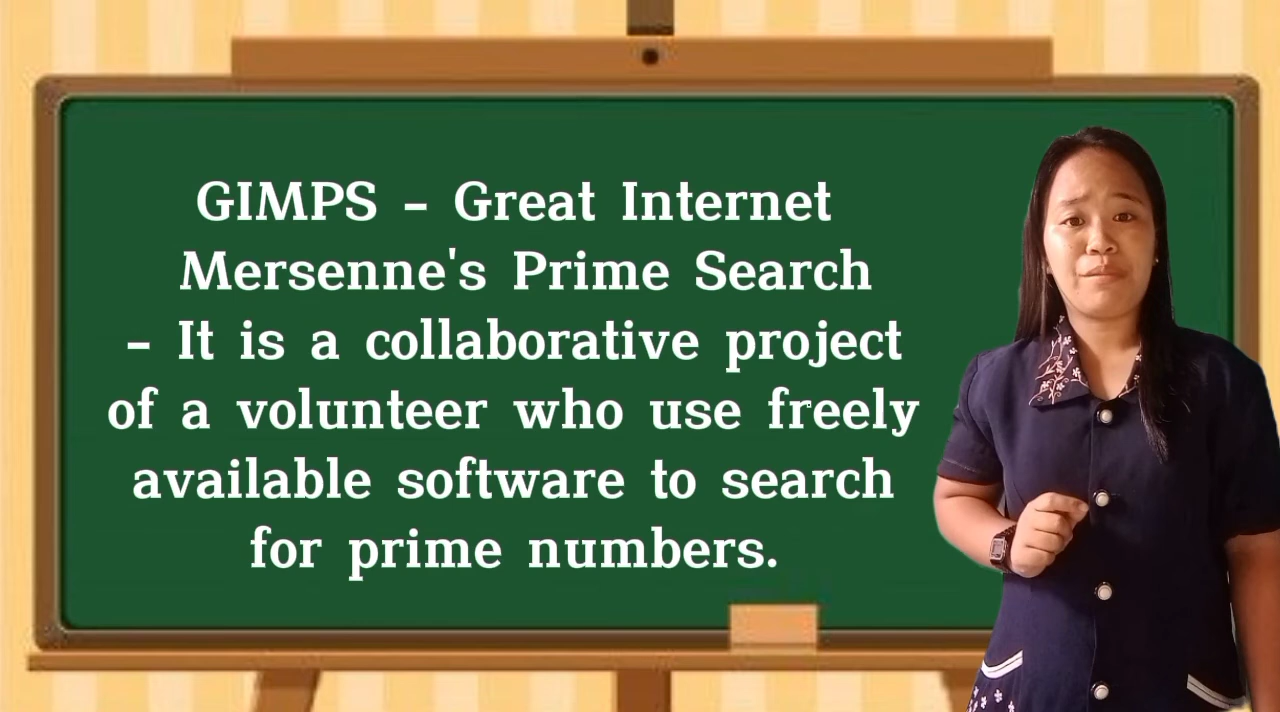 GIMPS - Great Internet
Mersenne's Prime Search
- It is a collaborative project
of a volunteer who use freely
available software to search
for prime numbers.